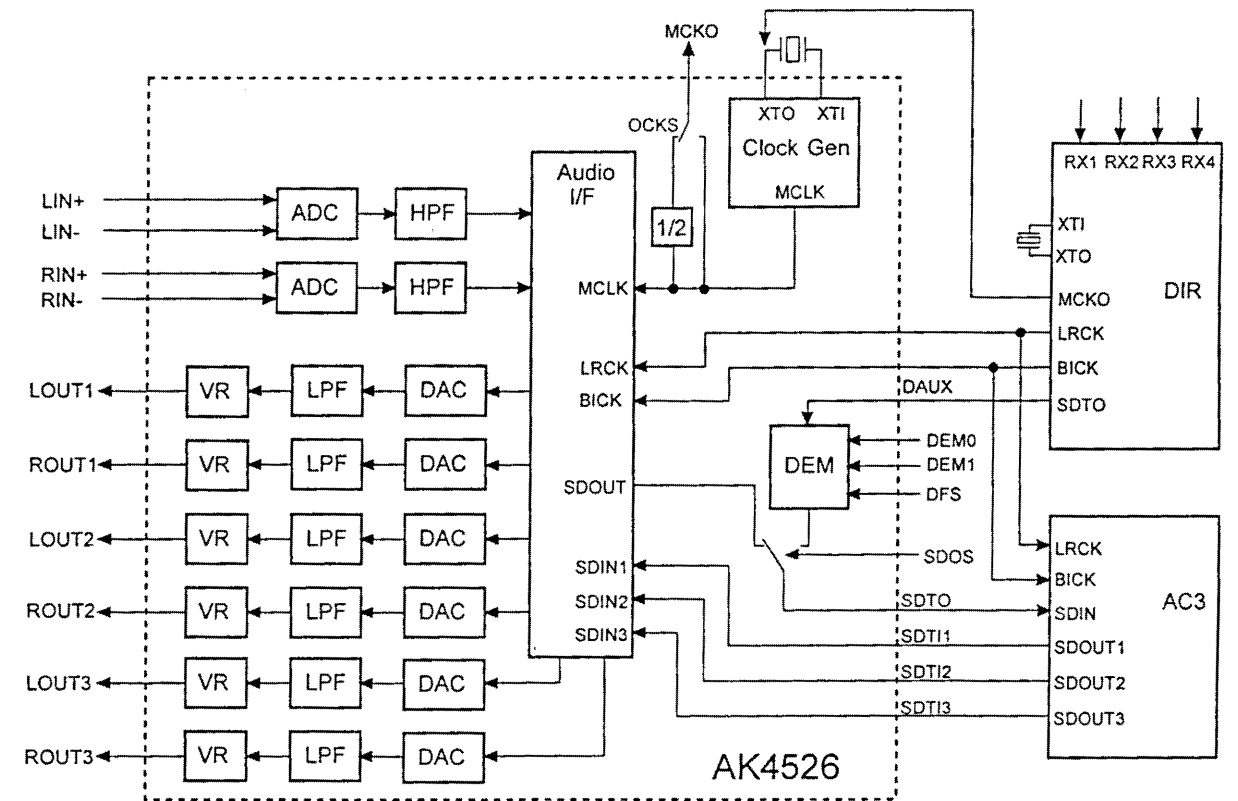 MCKO
OCKS
XTO XTI
Clock Gen
MCLK
RX1 RX2 RX3 RX4
XTI
XTO
MCKO
LRCK
BICK
SDTO
DIR
Audio
I/F
LIN+
LIN-
ADC
HPF
1/2
RIN+
RIN-
ADC
HPF
MCLK
LRCK
BICK
DAUX
LOUT1
VR
LPF
DAC
DEM
DEM0
DEM1
DFS
ROUT1
VR
LPF
DAC
SDOUT
LOUT2
VR
LPF
DAC
SDOS
SDIN1
SDIN2
SDIN3
ROUT2
VR
LPF
DAC
SDTO
SDTI1
SDTI2
SDTI3
LRCK
BICK
SDIN
SDOUT1
SDOUT2
SDOUT3
AC3
LOUT3
VR
LPF
DAC
ROUT3
VR
LPF
DAC
AK4526